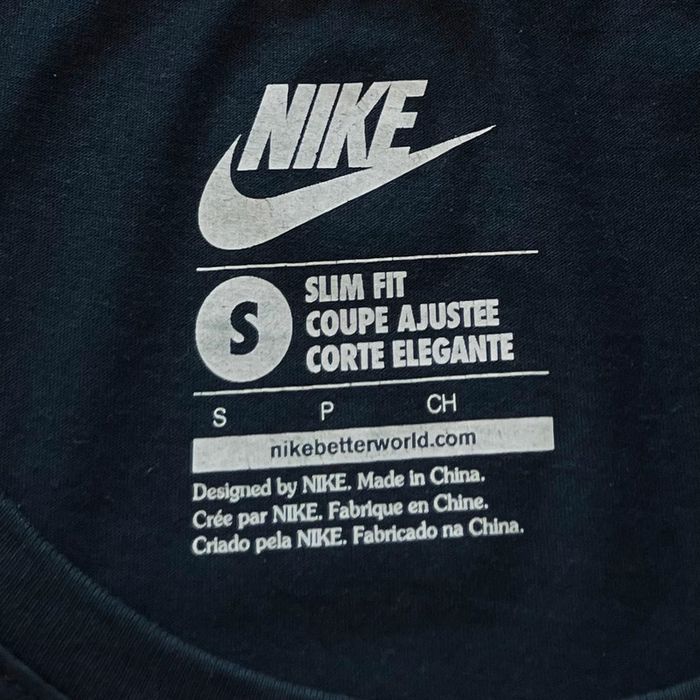 NIKE
S
SLIM FIT
COUPE AJUSTEE
CORTE ELEGANTE
S P CH
nikebetterworld.com
Designed by NIKE. Made in China.
Crée par NIKE. Fabrique en Chine.
Criado pela NIKE. Fabricado na China.